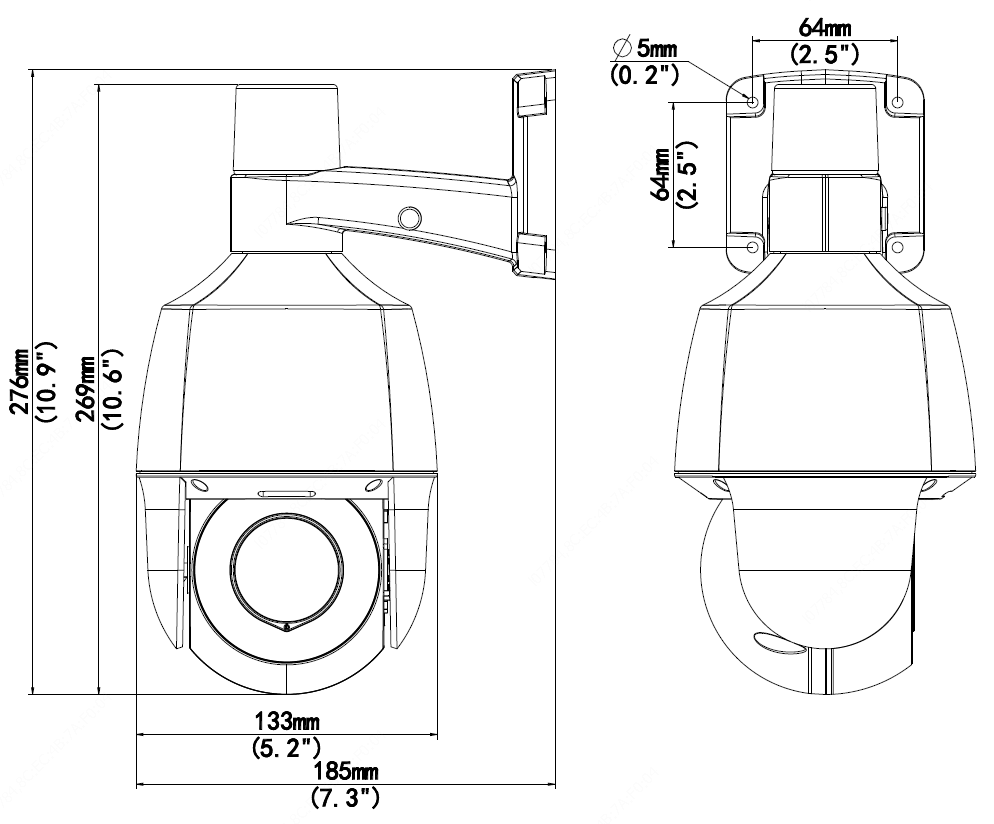 64mm
(2.5")
5mm
(0.2")
64mm
(2.5")
276mm
(10.9")
269mm
(10.6")
133mm
(5.2")
185mm
(7.3")